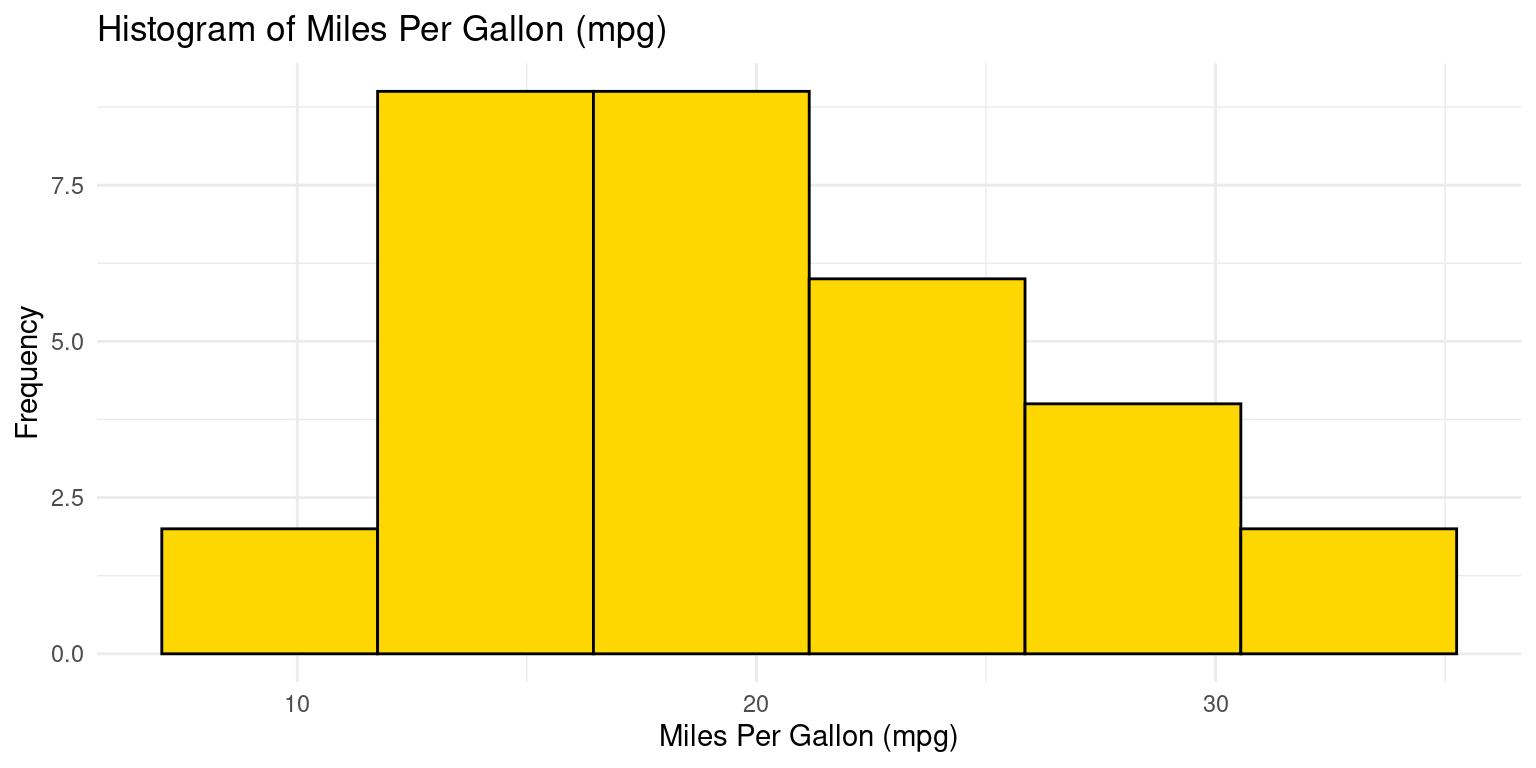 Histogram of Miles Per Gallon (mpg)
Frequency
7.5
5.0
2.5
0.0
10 20 30
Miles Per Gallon (mpg)